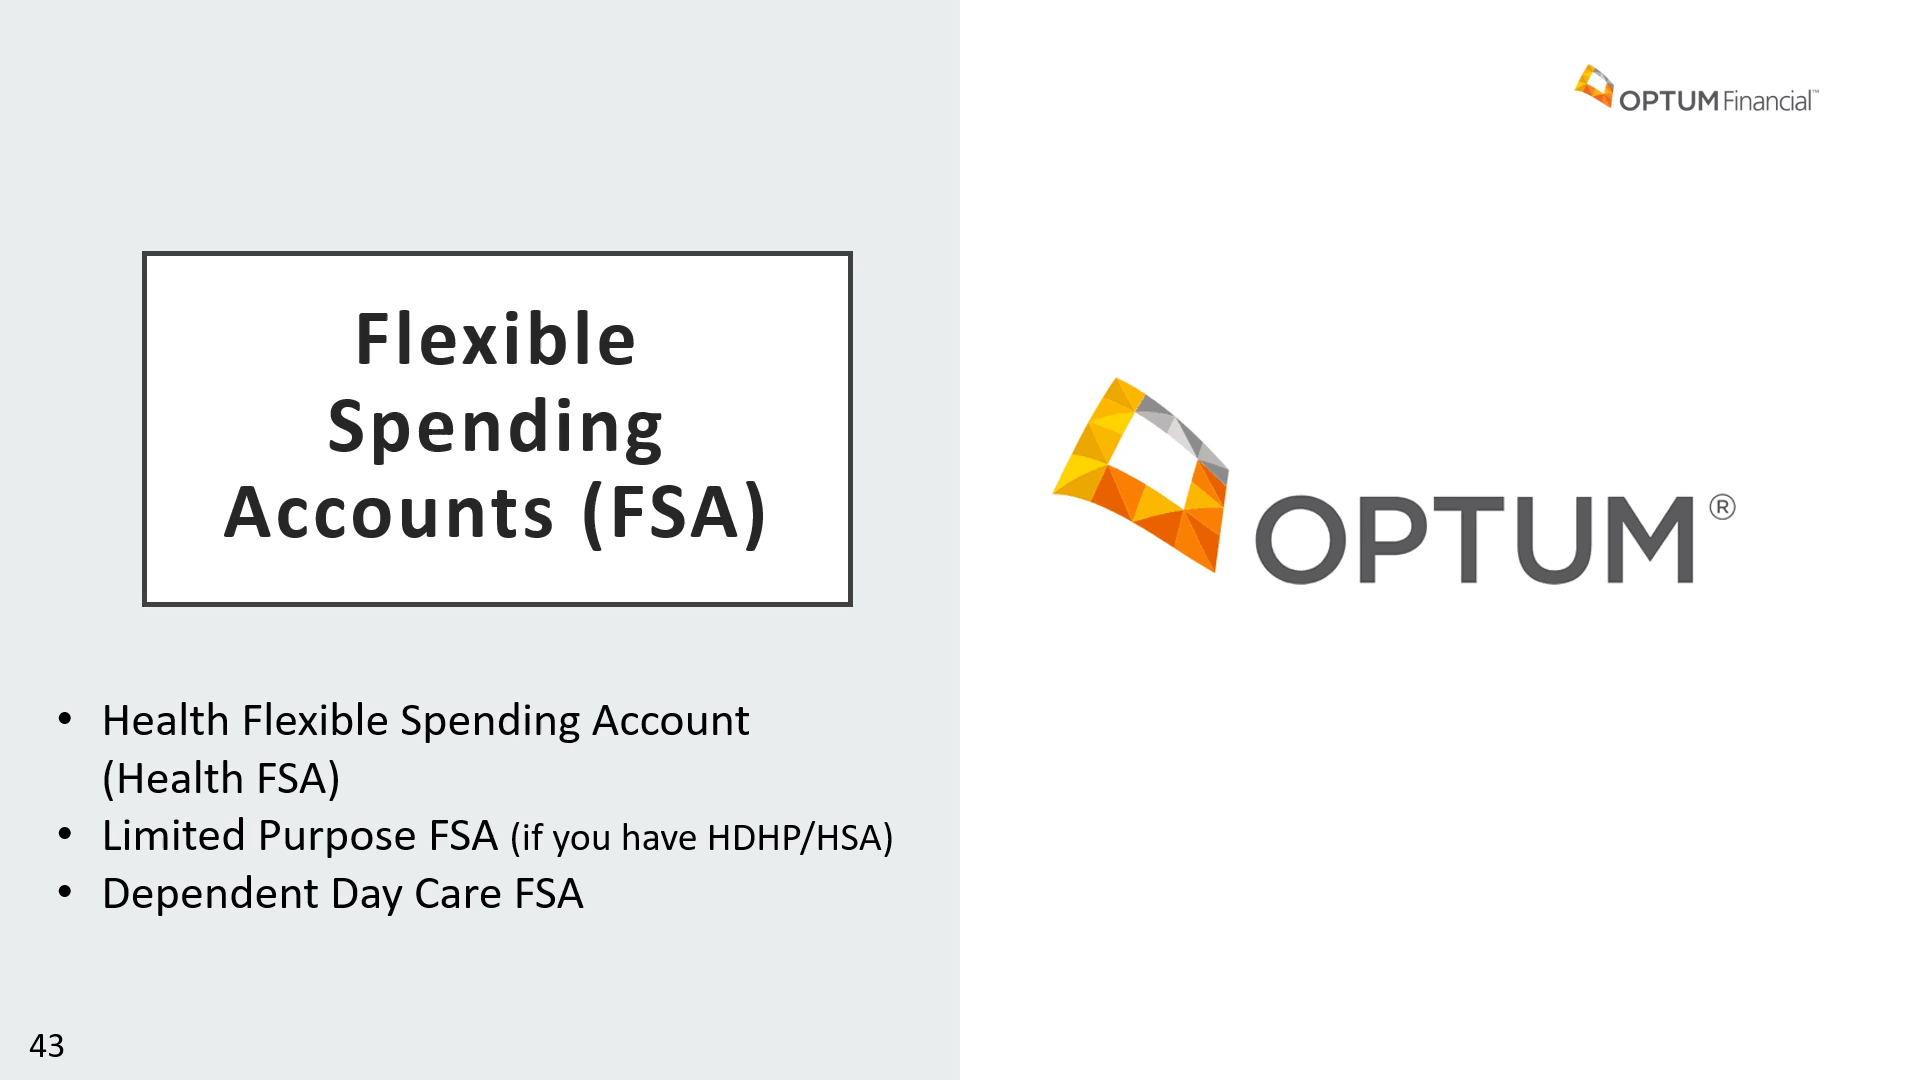 OPTUM Financial™
Flexible
Spending
Accounts (FSA)
OPTUM®
• Health Flexible Spending Account
(Health FSA)
• Limited Purpose FSA (if you have HDHP/HSA)
• Dependent Day Care FSA
43